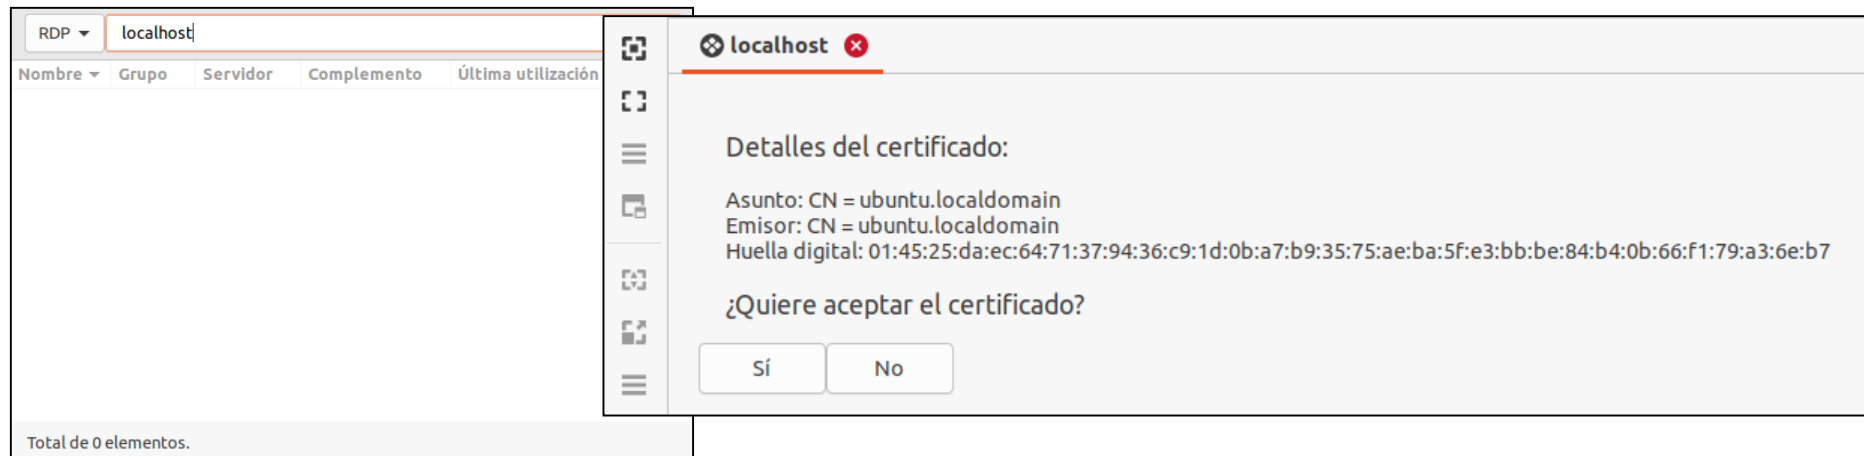 RDP
localhost
Nombre Grupo Servidor Complemento Última utilización
Total de 0 elementos.
localhost
Detalles del certificado:
Asunto: CN = ubuntu.localdomain
Emisor: CN = ubuntu.localdomain
Huella digital: 01:45:25:da:ec:64:71:37:94:36:c9:1d:0b:a7:b9:35:75:ae:ba:5f:e3:bb:be:84:b4:0b:66:f1:79:a3:6e:b7
¿Quiere aceptar el certificado?
Sí No